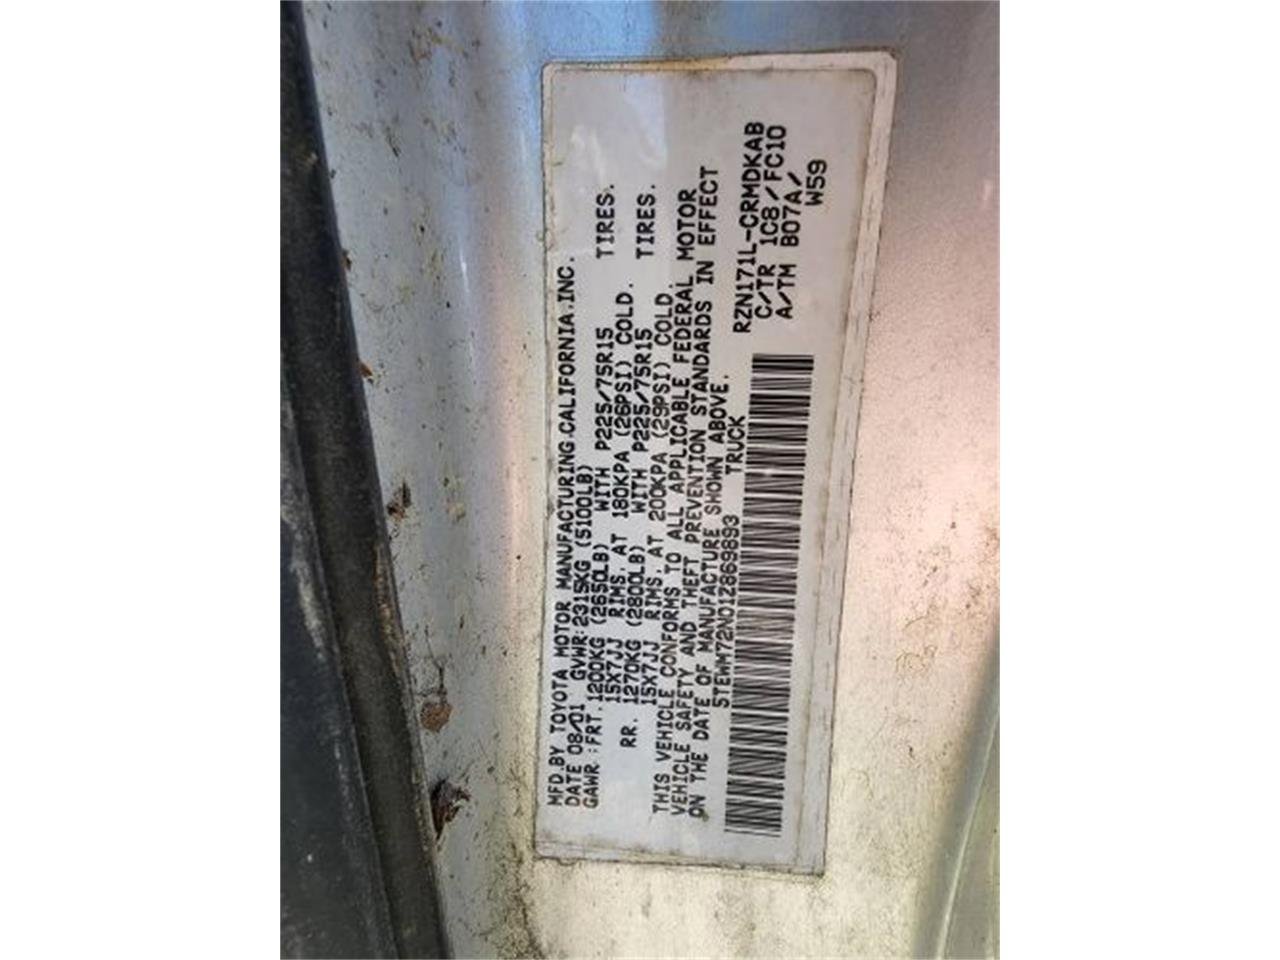 MFD.BY TOYOTA MOTOR MANUFACTURING,CALIFORNIA,INC.
DATE 08/01 GVWR:2315KG (5100LB)
GAWR :FRT.1200KG (2650LB) WITH P225/75R15 TIRES.
15X7JJ RIMS, AT 180KPA (26PSI) COLD.
RR. 1270KG (2800LB) WITH P225/75R15 TIRES.
15X7JJ RIMS, AT 200KPA (29PSI) COLD.
THIS VEHICLE CONFORMS TO ALL APPLICABLE FEDERAL MOTOR
VEHICLE SAFETY AND THEFT PREVENTION STANDARDS IN EFFECT
ON THE DATE OF MANUFACTURE SHOWN ABOVE.
5TEWM72N01Z869893 TRUCK
RZN171L-CRMDKAB
C/TR 1C8/FC10
A/TM B07A/
W59